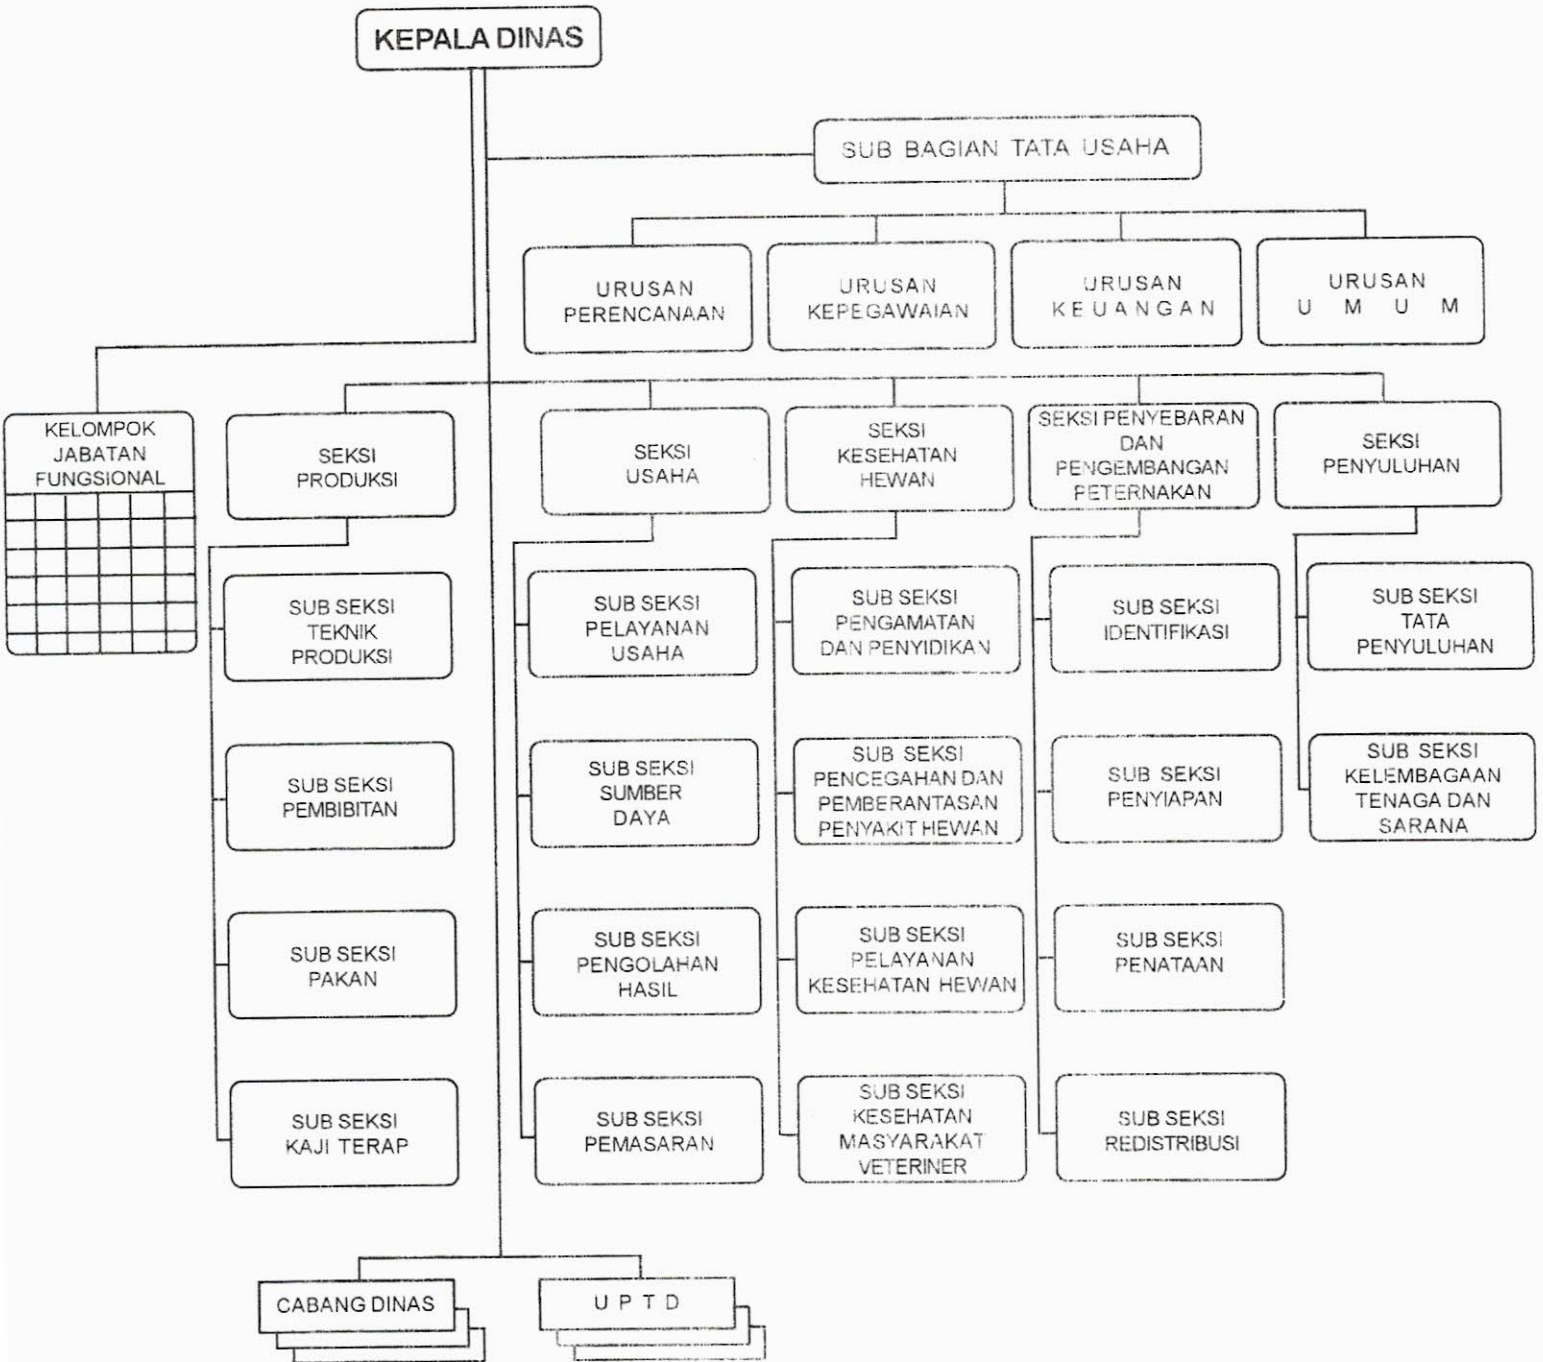 KEPALA DINAS
SUB BAGIAN TATA USAHA
URUSAN
PERENCANAAN
URUSAN
KEPEGAWAIAN
URUSAN
KEUANGAN
URUSAN
U M U M
KELOMPOK
JABATAN
FUNGSIONAL
SEKSI
PRODUKSI
SEKSI
USAHA
SEKSI
KESEHATAN
HEWAN
SEKSI PENYEBARAN
DAN
PENGEMBANGAN
PETERNAKAN
SEKSI
PENYULUHAN
SUB SEKSI
TEKNIK
PRODUKSI
SUB SEKSI
PELAYANAN
USAHA
SUB SEKSI
PENGAMATAN
DAN PENYIDIKAN
SUB SEKSI
IDENTIFIKASI
SUB SEKSI
TATA
PENYULUHAN
SUB SEKSI
PEMBIBITAN
SUB SEKSI
SUMBER
DAYA
SUB SEKSI
PENCEGAHAN DAN
PEMBERANTASAN
PENYAKIT HEWAN
SUB SEKSI
PENYIAPAN
SUB SEKSI
KELEMBAGAAN
TENAGA DAN
SARANA
SUB SEKSI
PAKAN
SUB SEKSI
PENGOLAHAN
HASIL
SUB SEKSI
PELAYANAN
KESEHATAN HEWAN
SUB SEKSI
PENATAAN
SUB SEKSI
KAJI TERAP
SUB SEKSI
PEMASARAN
SUB SEKSI
KESEHATAN
MASYARAKAT
VETERINER
SUB SEKSI
REDISTRIBUSI
CABANG DINAS
U P T D